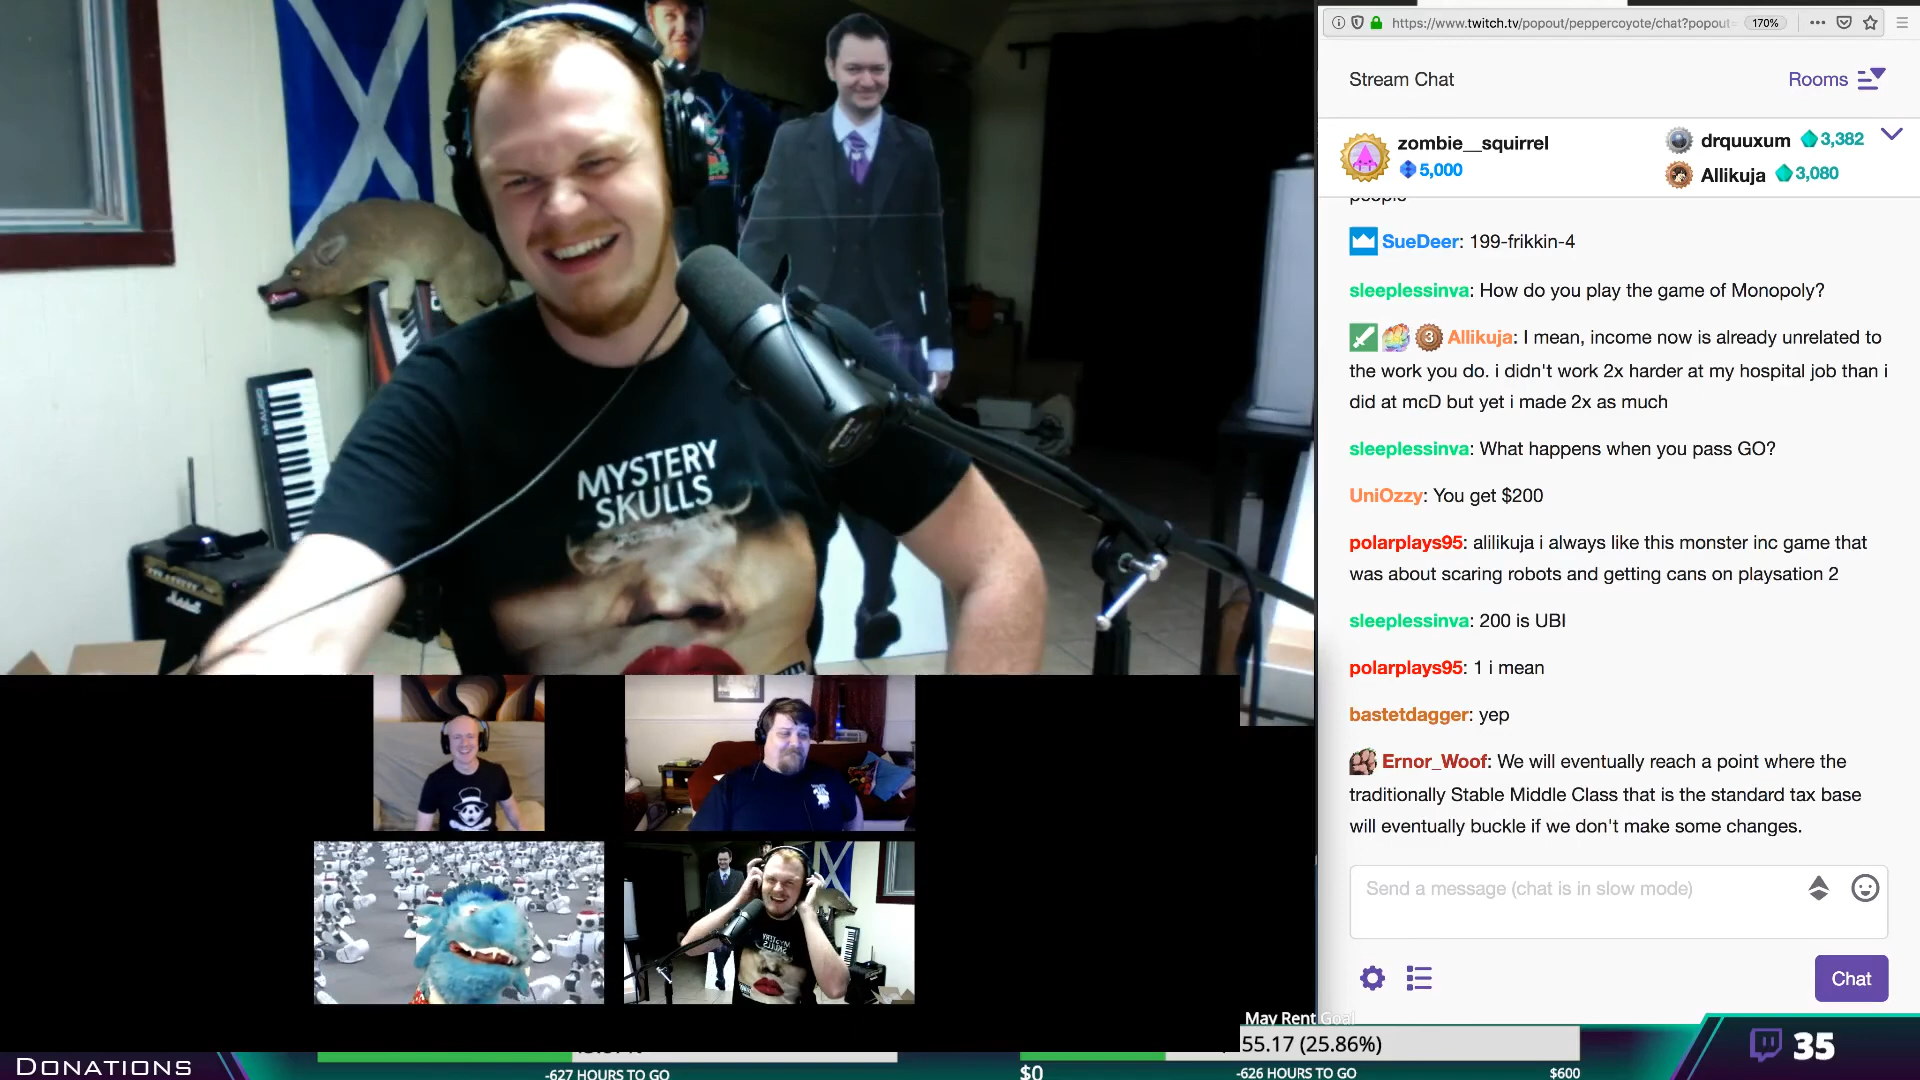 https://www.twitch.tv/popout/peppercoyote/chat?popout=
170%
Stream Chat
Rooms
zombie__squirrel
5,000
drquuxum 3,382
Allikuja 3,080
people
SueDeer: 199-frikkin-4
sleeplessinva: How do you play the game of Monopoly?
3 Allikuja: I mean, income now is already unrelated to
the work you do. i didn't work 2x harder at my hospital job than i
did at mcD but yet i made 2x as much
sleeplessinva: What happens when you pass GO?
UniOzzy: You get $200
polarplays95: alilikuja i always like this monster inc game that
was about scaring robots and getting cans on playsation 2
sleeplessinva: 200 is UBI
polarplays95: 1 i mean
bastetdagger: yep
Ernor_Woof: We will eventually reach a point where the
traditionally Stable Middle Class that is the standard tax base
will eventually buckle if we don't make some changes.
Send a message (chat is in slow mode)
Chat
M-AUDIO
Marshall
MYSTERY
SKULLS
MYSTERY
SKULLS
May Rent Goal
55.17 (25.86%)
DONATIONS
-627 HOURS TO GO
$0
-626 HOURS TO GO
$600
35